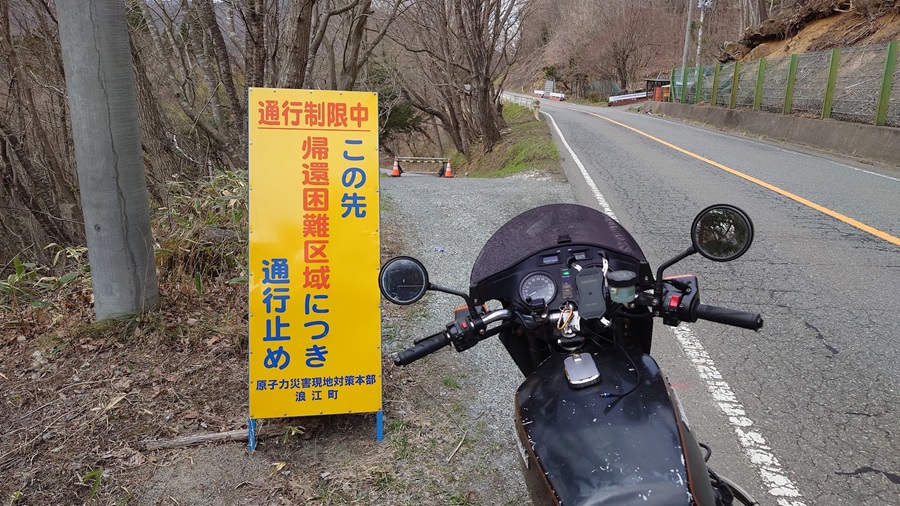 通行制限中
この先
帰還困難区域につき
通行止め
原子力災害現地対策本部
浪江町